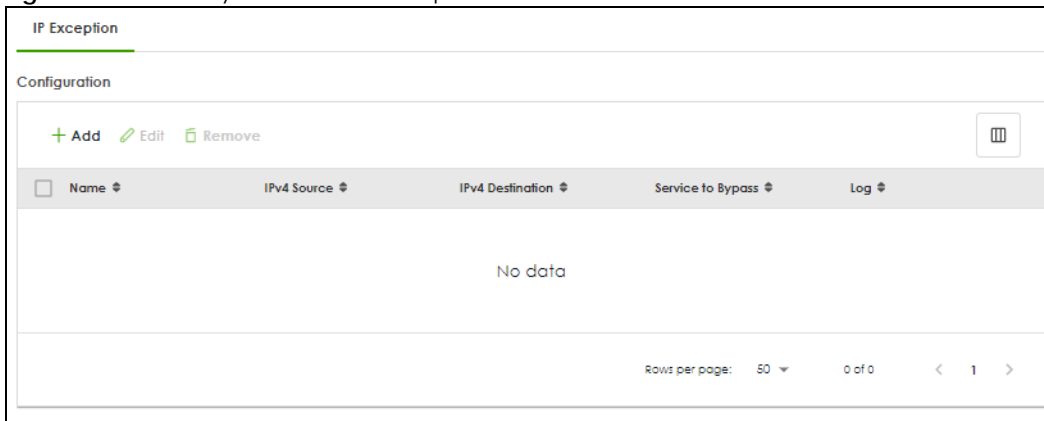 IP Exception
Configuration
+ Add Edit Remove
Name IPv4 Source IPv4 Destination Service to Bypass Log
No data
Rows per page: 50 0 of 0 < 1 >